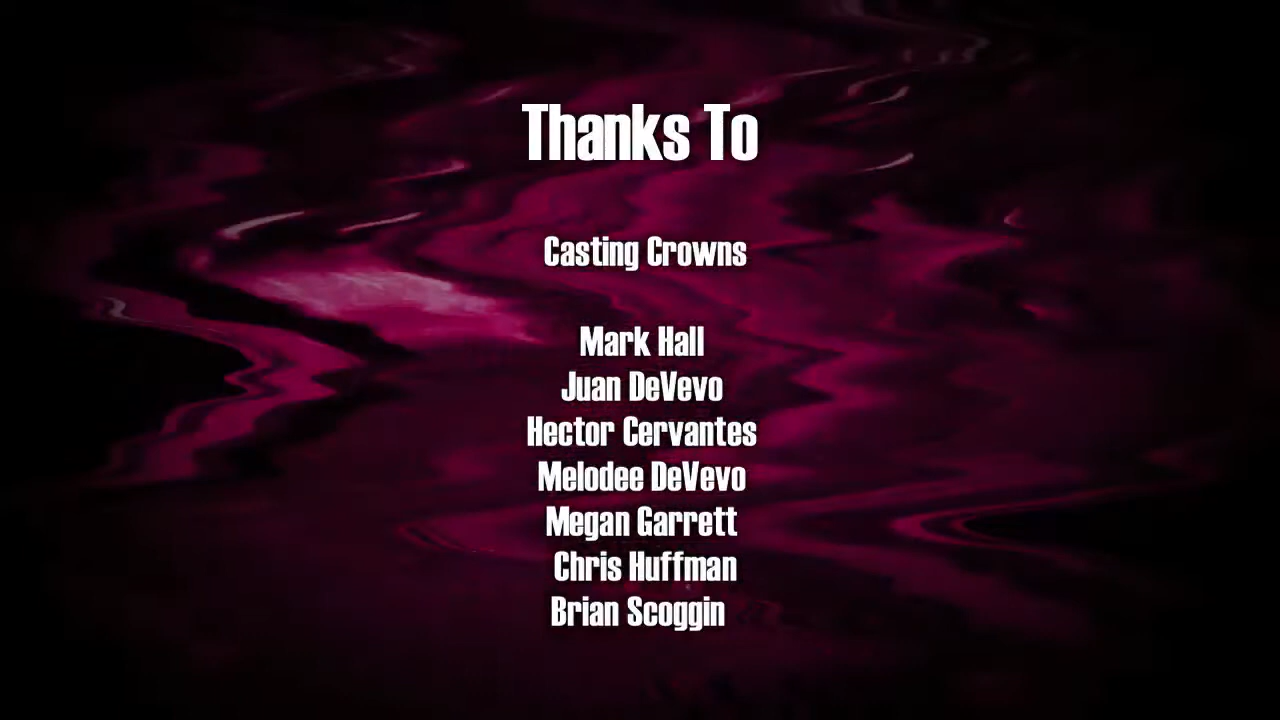 Thanks To
Casting Crowns
Mark Hall
Juan DeVevo
Hector Cervantes
Melodee DeVevo
Megan Garrett
Chris Huffman
Brian Scoggin